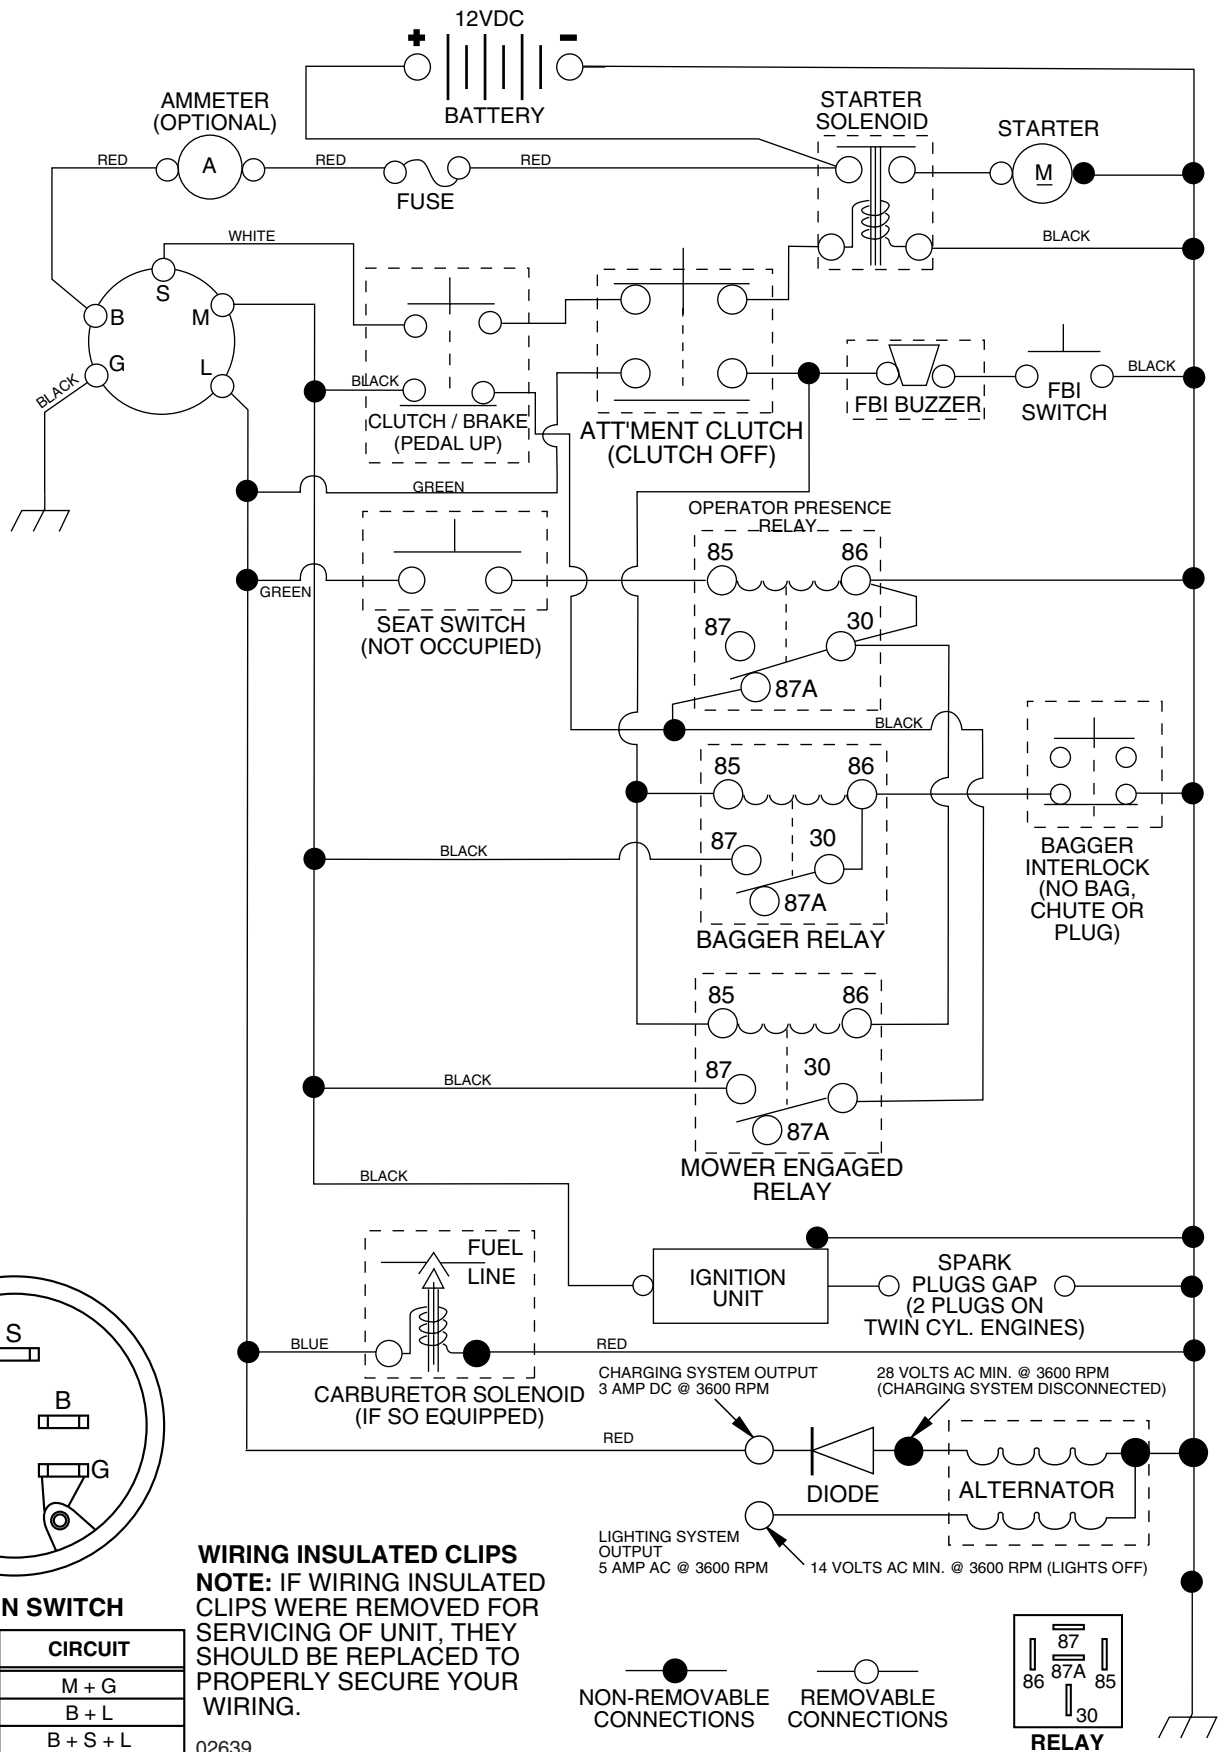 12VDC
+
-
BATTERY
AMMETER
(OPTIONAL)
STARTER
SOLENOID
STARTER
RED
A
RED
RED
FUSE
M
WHITE
BLACK
S
B
M
G
L
BLACK
BLACK
CLUTCH / BRAKE
(PEDAL UP)
ATT'MENT CLUTCH
(CLUTCH OFF)
FBI BUZZER
FBI
SWITCH
BLACK
GREEN
OPERATOR PRESENCE
RELAY
85
86
GREEN
SEAT SWITCH
(NOT OCCUPIED)
87
30
87A
BLACK
85
86
87
30
87A
BLACK
BAGGER RELAY
BAGGER
INTERLOCK
(NO BAG,
CHUTE OR
PLUG)
85
86
87
30
87A
BLACK
MOWER ENGAGED
RELAY
BLACK
FUEL
LINE
IGNITION
UNIT
SPARK
PLUGS GAP
(2 PLUGS ON
TWIN CYL. ENGINES)
BLUE
RED
CARBURETOR SOLENOID
(IF SO EQUIPPED)
CHARGING SYSTEM OUTPUT
3 AMP DC @ 3600 RPM
28 VOLTS AC MIN. @ 3600 RPM
(CHARGING SYSTEM DISCONNECTED)
RED
DIODE
ALTERNATOR
LIGHTING SYSTEM
OUTPUT
5 AMP AC @ 3600 RPM
14 VOLTS AC MIN. @ 3600 RPM (LIGHTS OFF)
S
B
G
N SWITCH
CIRCUIT
M + G
B + L
B + S + L
WIRING INSULATED CLIPS
NOTE: IF WIRING INSULATED
CLIPS WERE REMOVED FOR
SERVICING OF UNIT, THEY
SHOULD BE REPLACED TO
PROPERLY SECURE YOUR
WIRING.
02639
NON-REMOVABLE
CONNECTIONS
REMOVABLE
CONNECTIONS
87
86
87A
85
30
RELAY